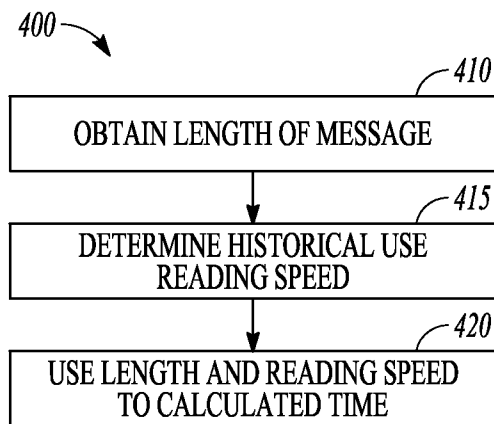 400
410
OBTAIN LENGTH OF MESSAGE
415
DETERMINE HISTORICAL USE
READING SPEED
420
USE LENGTH AND READING SPEED
TO CALCULATED TIME